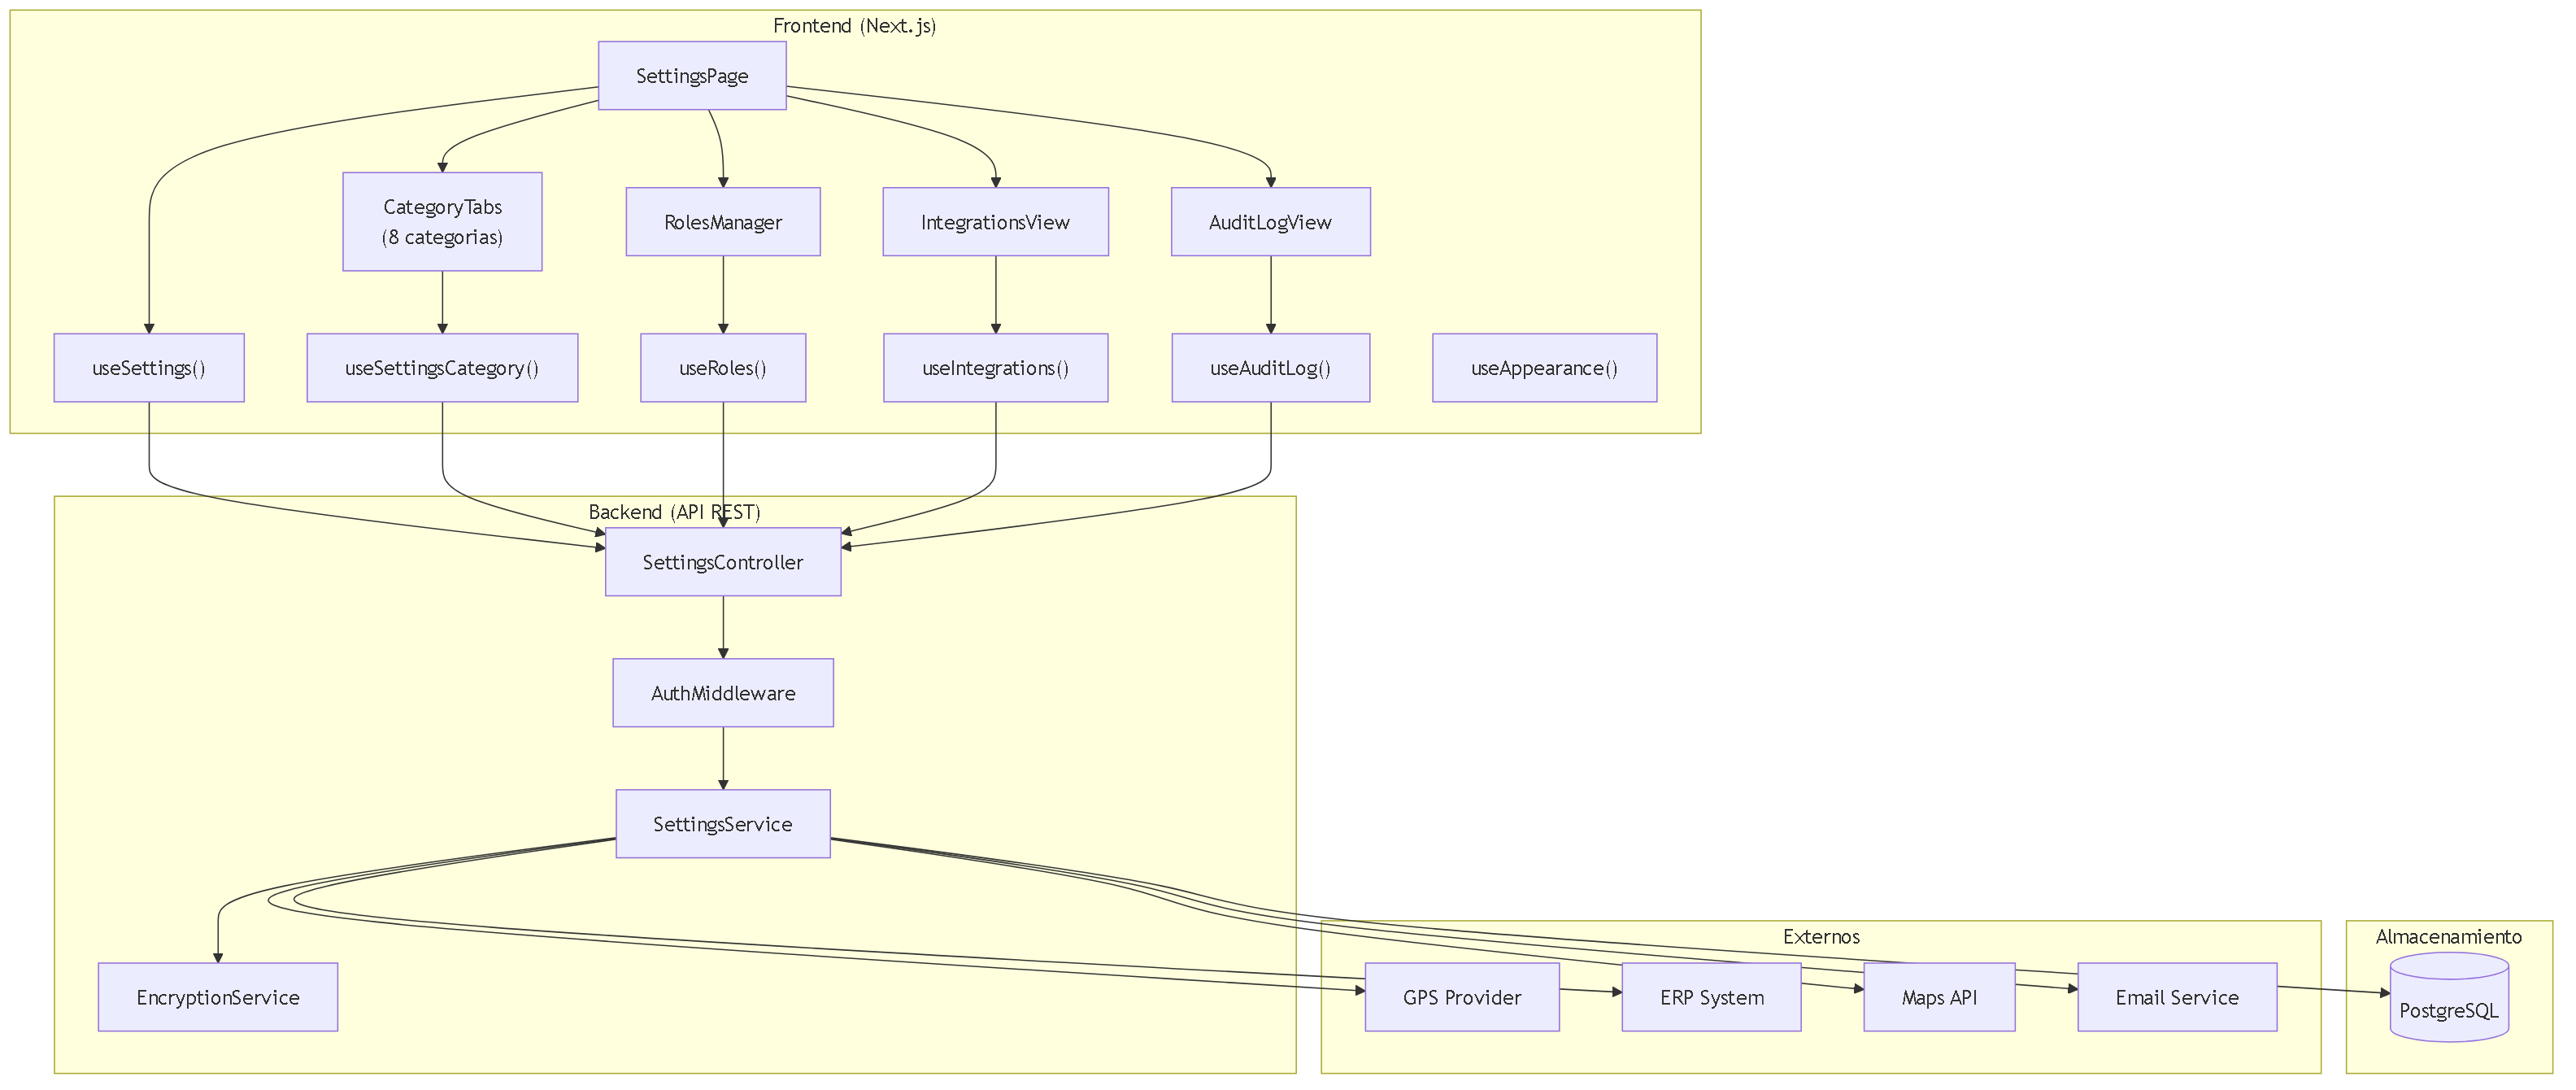 Frontend (Next.js)
SettingsPage
CategoryTabs
(8 categorias)
RolesManager
IntegrationsView
AuditLogView
useSettings()
useSettingsCategory()
useRoles()
useIntegrations()
useAuditLog()
useAppearance()
Backend (API REST)
SettingsController
AuthMiddleware
SettingsService
EncryptionService
Externos
GPS Provider
ERP System
Maps API
Email Service
Almacenamiento
PostgreSQL